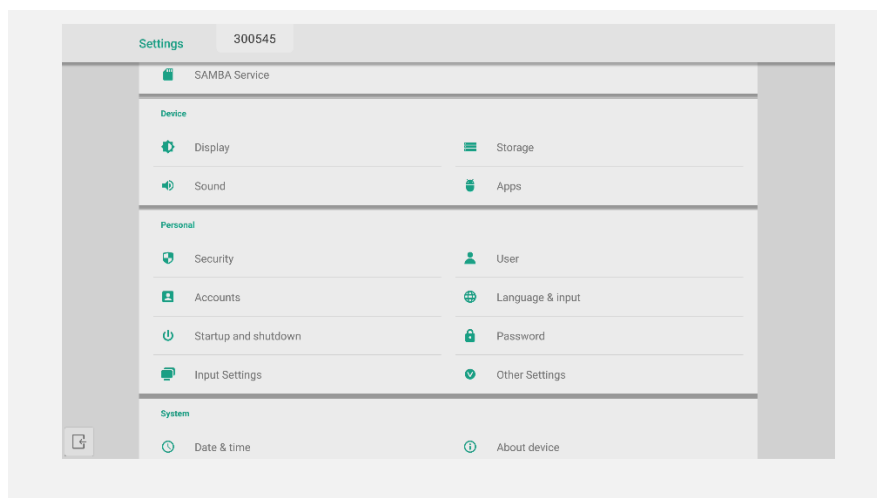 Settings 300545
SAMBA Service
Device
Display Storage
Sound Apps
Personal
Security User
Accounts Language & input
Startup and shutdown Password
Input Settings Other Settings
System
Date & time About device